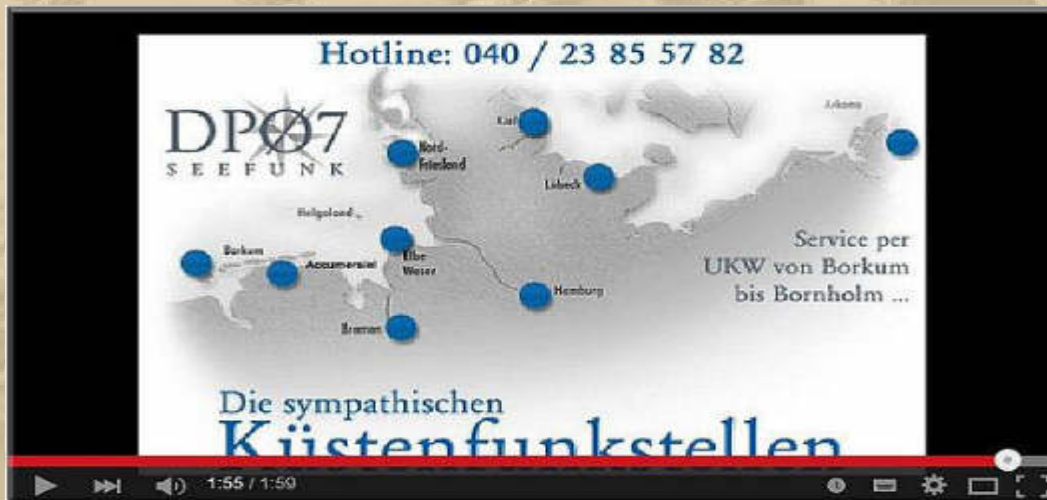 Hotline: 040 / 23 85 57 82
DPØ7
SEEFUNK
Kiel
Arkona
Nord-
Friesland
Lübeck
Helgoland
Borkum
Accumersiel
Elbe
Weser
Hamburg
Bremen
Service per
UKW von Borkum
bis Bornholm ...
Die sympathischen
Küstenfunkstellen
1:55 / 1:59